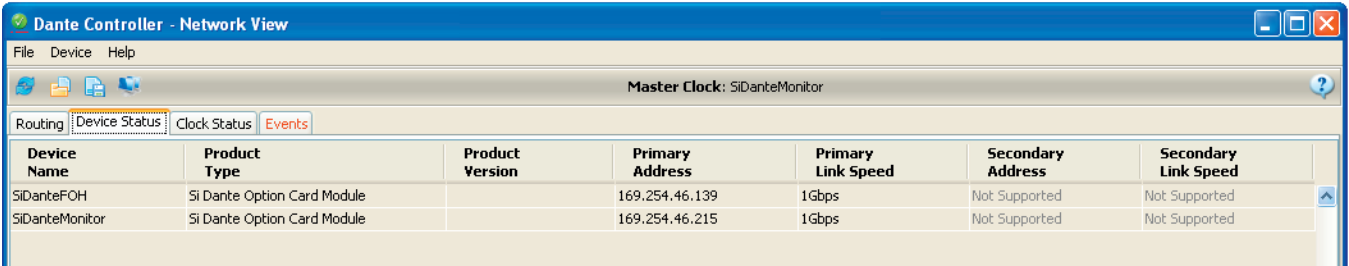 Dante Controller - Network View
File Device Help
Master Clock: SiDanteMonitor
?
Routing Device Status Clock Status Events
Device Name Product Type Product Version Primary Address Primary Link Speed Secondary Address Secondary Link Speed
SiDanteFOH Si Dante Option Card Module 169.254.46.139 1Gbps Not Supported Not Supported
SiDanteMonitor Si Dante Option Card Module 169.254.46.215 1Gbps Not Supported Not Supported